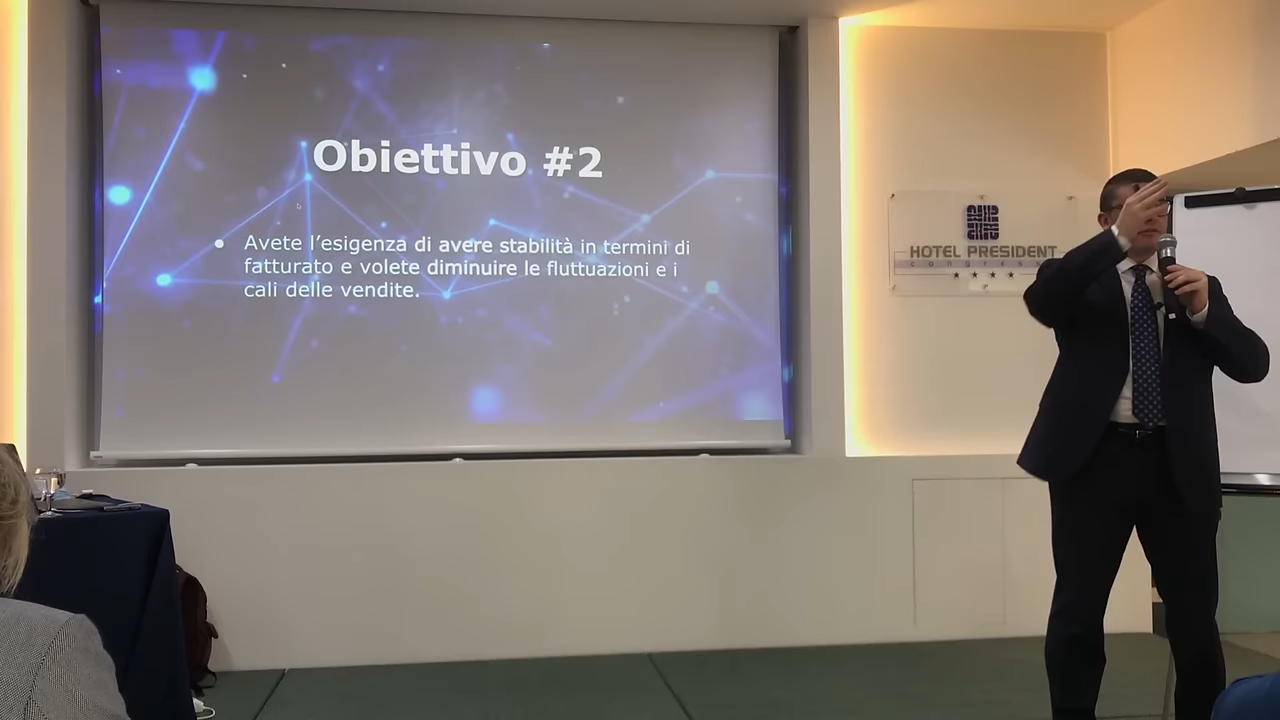 Obiettivo #2
Avete l’esigenza di avere stabilità in termini di
fatturato e volete diminuire le fluttuazioni e i
cali delle vendite.
HOTEL PRESIDENT